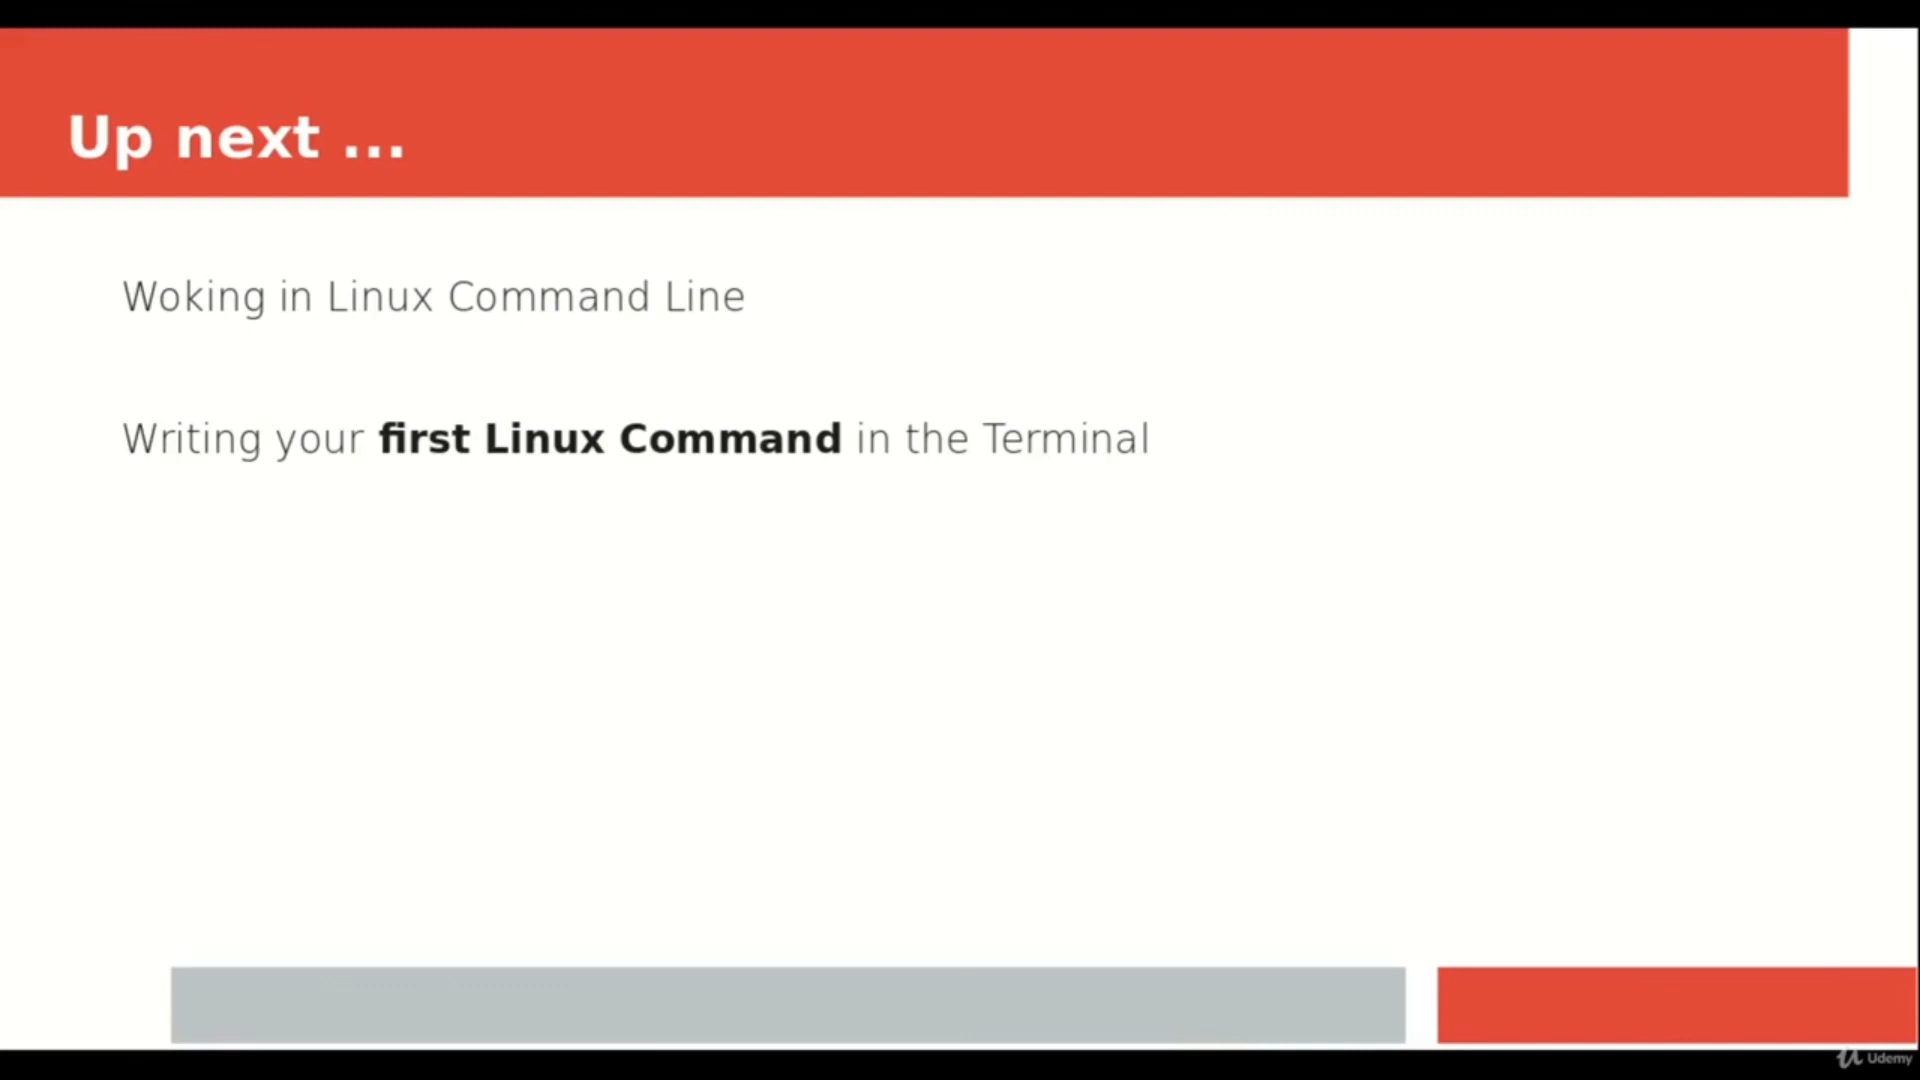 Up next ...
Woking in Linux Command Line
Writing your first Linux Command in the Terminal
Udemy